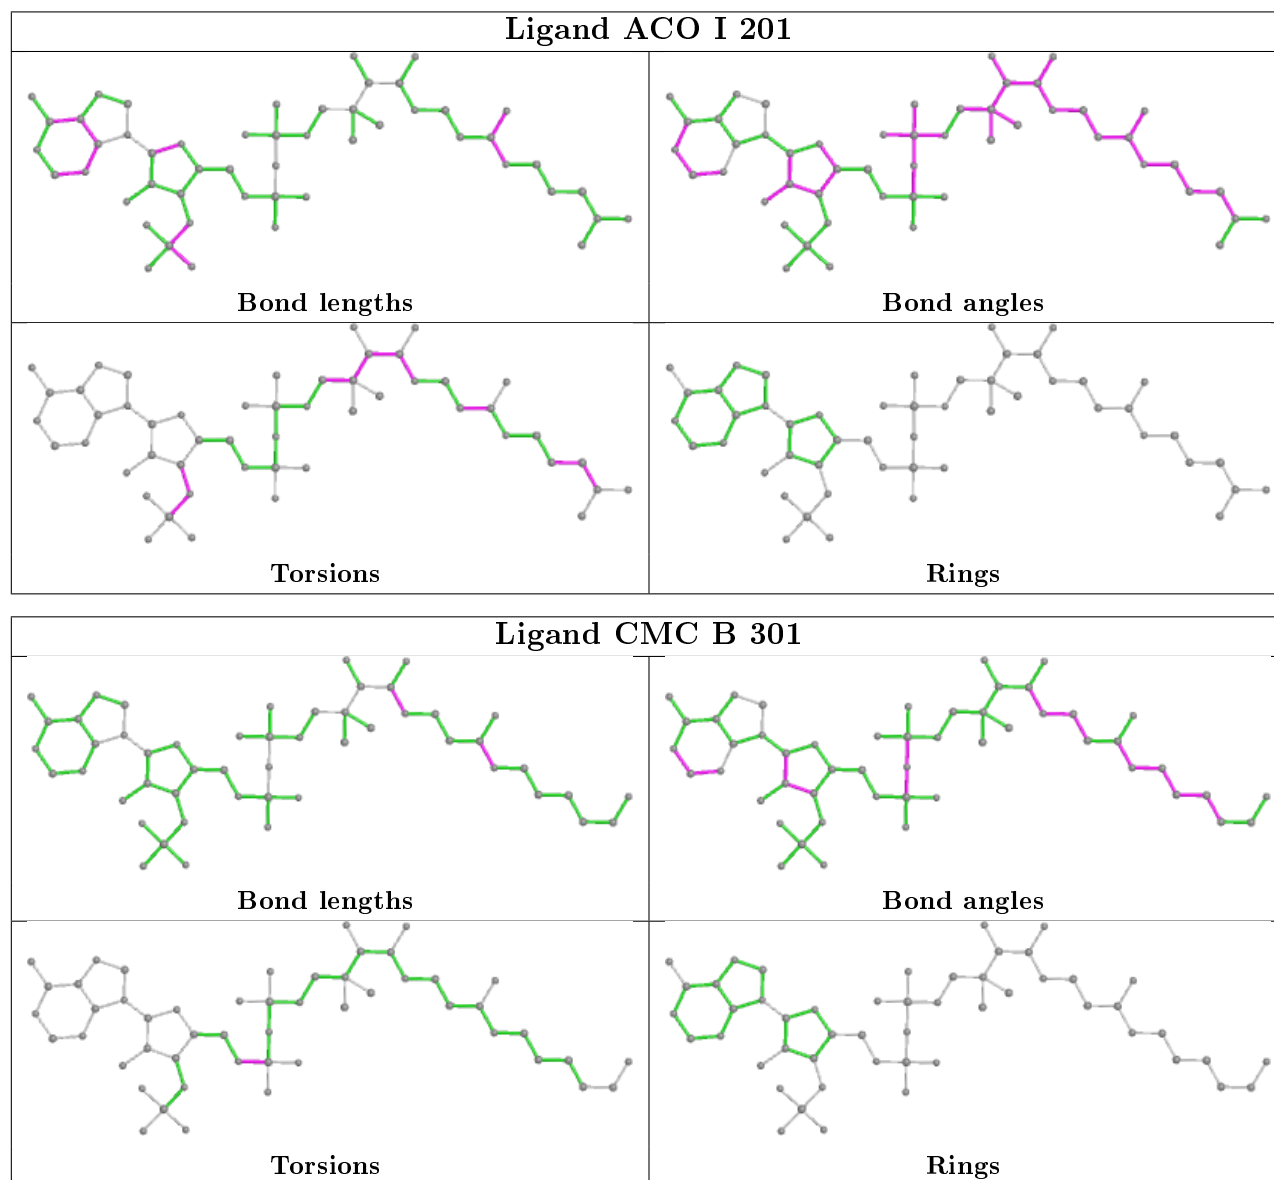 Ligand ACO I 201
Bond lengths
Bond angles
Torsions
Rings
Ligand CMC B 301
Bond lengths
Bond angles
Torsions
Rings